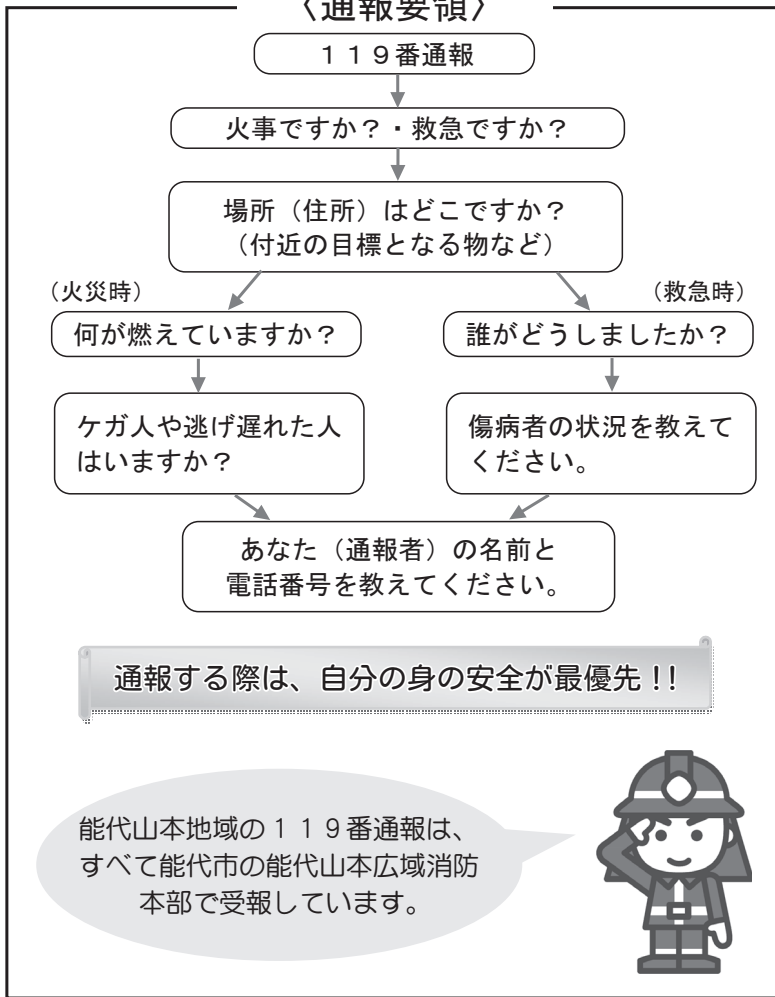 〈通報要領〉
119番通報
火事ですか？・救急ですか？
場所（住所）はどこですか？
（付近の目標となる物など）
（火災時）
（救急時）
何が燃えていますか？
誰がどうしましたか？
ケガ人や逃げ遅れた人
はいますか？
傷病者の状況を教えて
ください。
あなた（通報者）の名前と
電話番号を教えてください。
通報する際は、自分の身の安全が最優先!!
能代山本地域の119番通報は、
すべて能代市の能代山本広域消防
本部で受報しています。